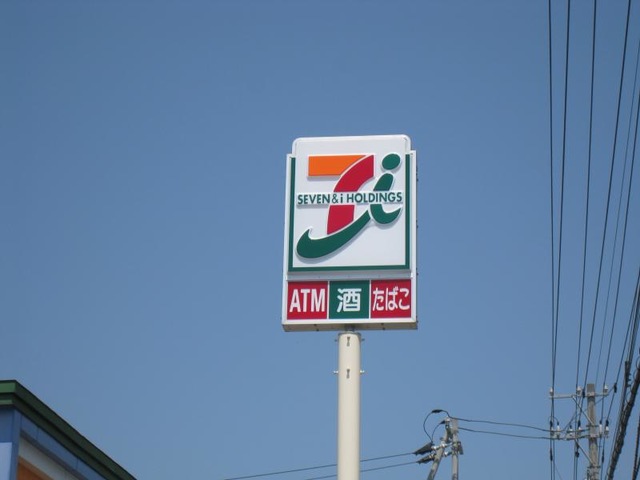 SEVEN&i HOLDINGS
ATM 酒 たばこ